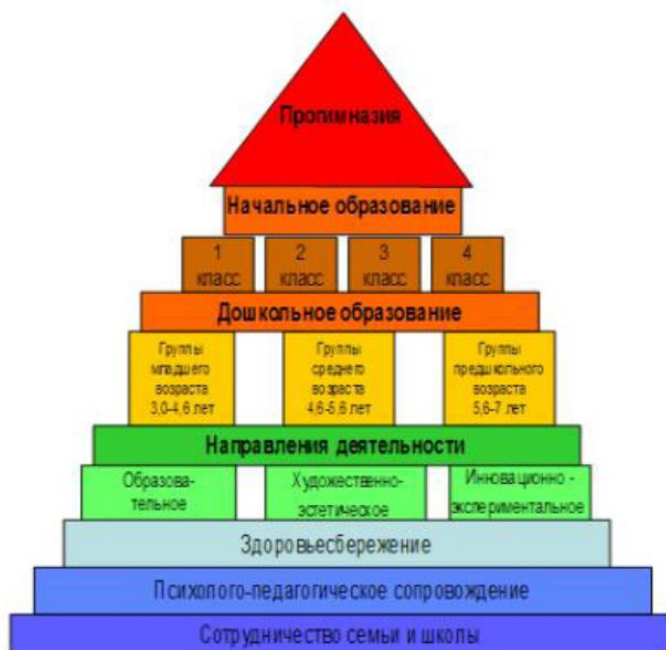 Прогимназия
Начальное образование
1
класс
2
класс
3
класс
4
класс
Дошкольное образование
Группы
младшего
возраста
3,0-4,6 лет
Группы
среднего
возраста
4,6-5,6 лет
Группы
предшкольного
возраста
5,6-7 лет
Направления деятельности
Образова-
тельное
Художественно-
эстетическое
Инновационно -
экспериментальное
Здоровьесбережение
Психолого-педагогическое сопровождение
Сотрудничество семьи и школы